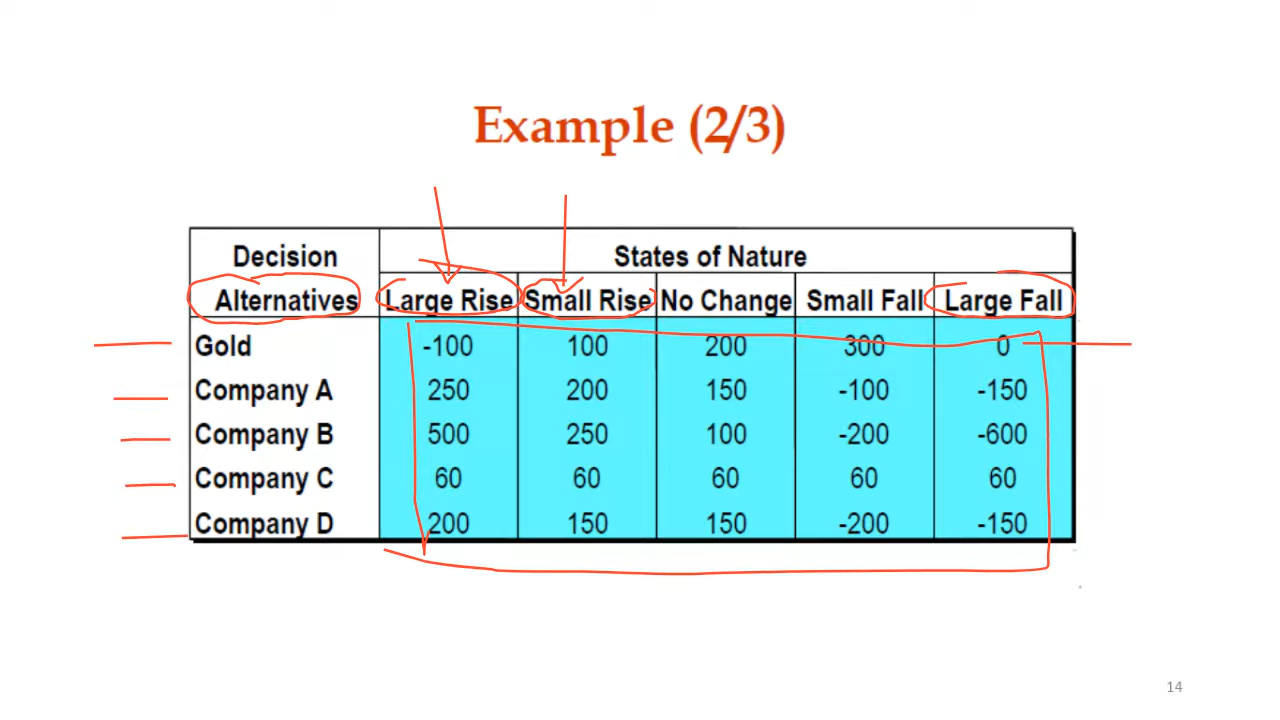 Example (2/3)
Decision States of Nature
Alternatives Large Rise Small Rise No Change Small Fall Large Fall
Gold -100 100 200 300 0
Company A 250 200 150 -100 -150
Company B 500 250 100 -200 -600
Company C 60 60 60 60 60
Company D 200 150 150 -200 -150
14